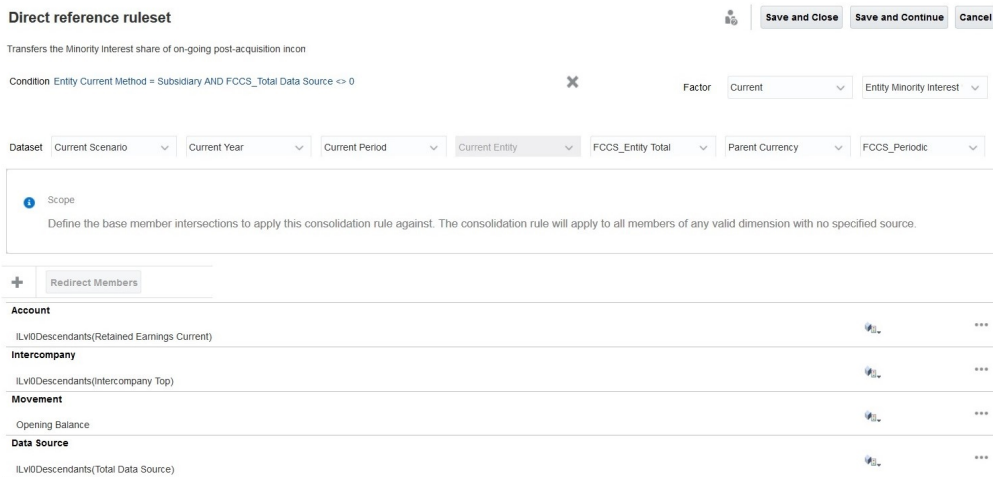 Direct reference ruleset
Save and Close Save and Continue Cancel
Transfers the Minority Interest share of on-going post-acquisition incom
Condition Entity Current Method = Subsidiary AND FCCS_Total Data Source <> 0
Factor Current Entity Minority Interest
Dataset Current Scenario Current Year Current Period Current Entity FCCS_Entity Total Parent Currency FCCS_Periodic
Scope
Define the base member intersections to apply this consolidation rule against. The consolidation rule will apply to all members of any valid dimension with no specified source.
Redirect Members
Account
ILvl0Descendants(Retained Earnings Current)
Intercompany
ILvl0Descendants(Intercompany Top)
Movement
Opening Balance
Data Source
ILvl0Descendants(Total Data Source)